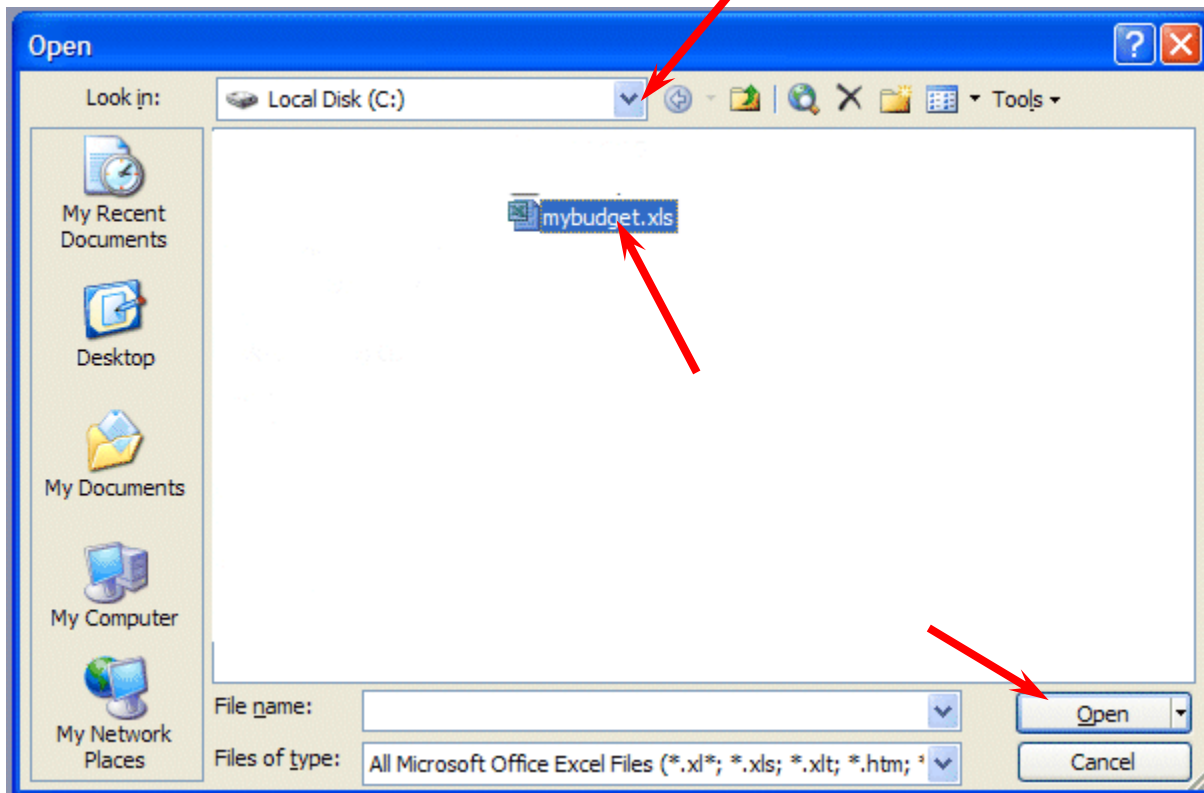 Open
Look in:
Local Disk (C:)
Tools
My Recent
Documents
mybudget.xls
Desktop
My Documents
My Computer
My Network
Places
File name:
Open
Files of type:
All Microsoft Office Excel Files (*.xl*; *.xls; *.xlt; *.htm; *
Cancel